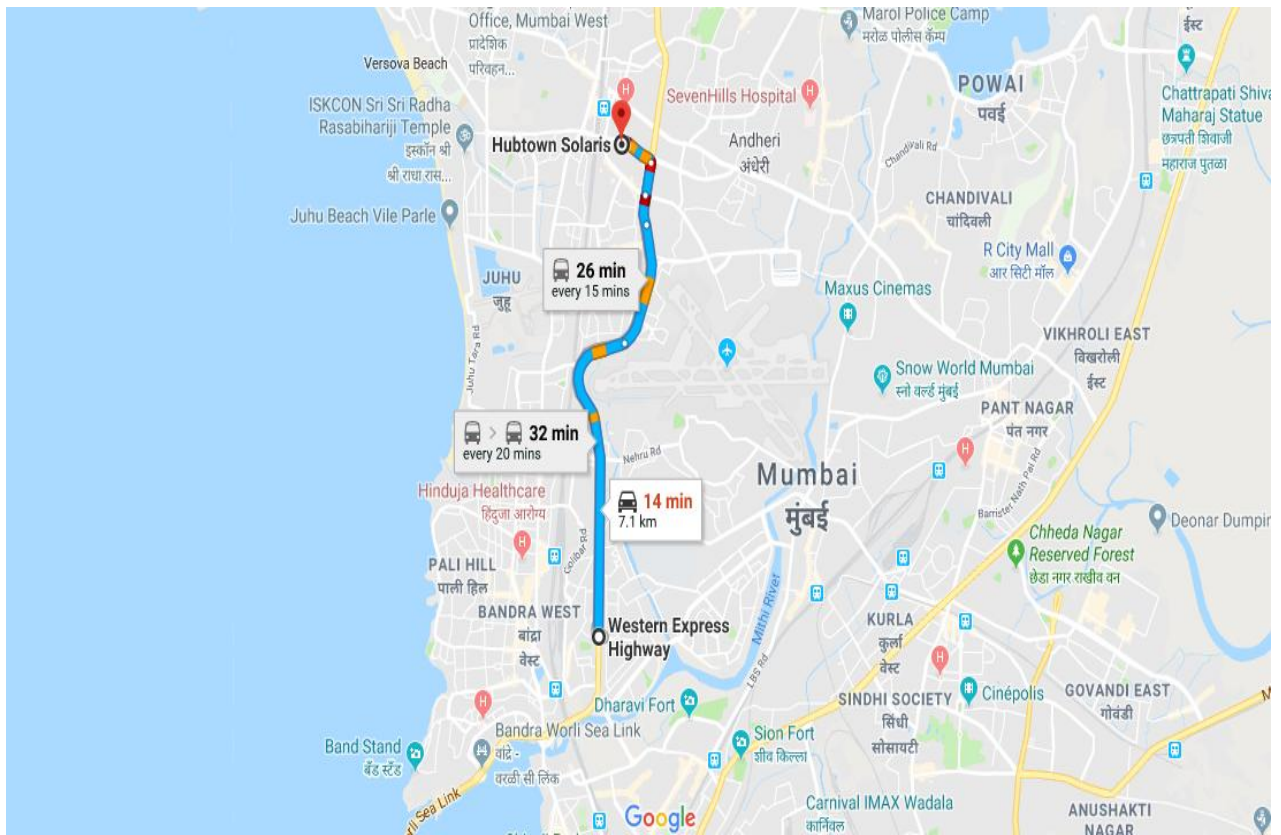 Office, Mumbai West
प्रादेशिक
परिवहन...
Versova Beach
ISKCON Sri Sri Radha
Rasabihariji Temple
इस्कॉन श्री
श्री राधा रास...
Hubtown Solaris
Juhu Beach Vile Parle
JUHU
जुहू
Juhu Tara Rd
26 min
every 15 mins
32 min
every 20 mins
14 min
7.1 km
Nehru Rd
Hinduja Healthcare
हिंदुजा आरोग्य
Golibar Rd
PALI HILL
पाली हिल
BANDRA WEST
बांद्रा
वेस्ट
Western Express
Highway
Marol Police Camp
मरोळ पोलीस कॅम्प
SevenHills Hospital
Andheri
अंधेरी
POWAI
पवई
Chandivali Rd
CHANDIVALI
चांदिवली
ईस्ट
Chattrapati Shiva
Maharaj Statue
छत्रपती शिवाजी
महाराज पुतळा
R City Mall
आर सिटी मॉल
Maxus Cinemas
VIKHROLI EAST
विखरोली
ईस्ट
Snow World Mumbai
स्नो वर्ल्ड मुंबई
PANT NAGAR
पंत नगर
Mumbai
मुंबई
Barrister Nath Pai Rd
Deonar Dumpin
Chheda Nagar
Reserved Forest
छेडा नगर राखीव वन
Mithi River
LBS Rd
KURLA
कुर्ला
वेस्ट
SINDHI SOCIETY
सिंधी
सोसायटी
Cinépolis
GOVANDI EAST
गोवंडी
Dharavi Fort
Sion Fort
शीव किल्ला
Bandra Worli Sea Link
वांद्रे -
वरळी सी लिंक
Band Stand
बँड स्टँड
Sea Link
Google
Carnival IMAX Wadala
कार्निवल
ANUSHAKTI
NAGAR